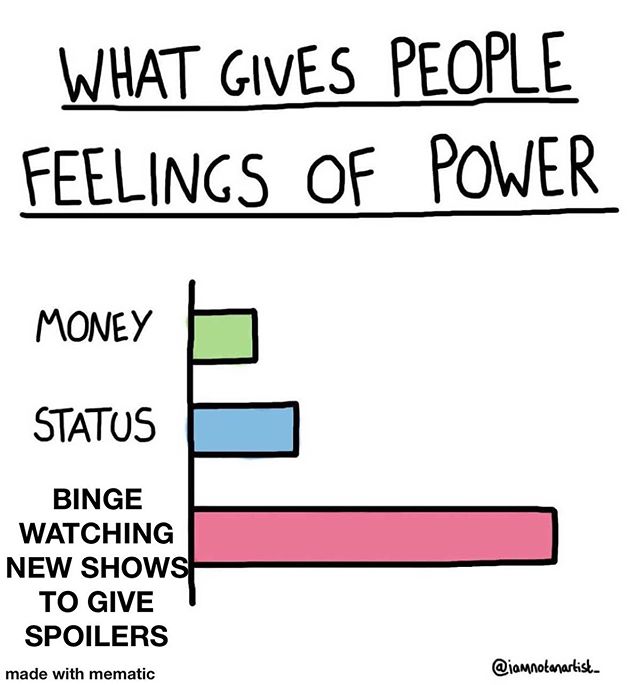 WHAT GIVES PEOPLE
FEELINGS OF POWER
MONEY
STATUS
BINGE
WATCHING
NEW SHOWS
TO GIVE
SPOILERS
made with mematic
@iamnotanartist_